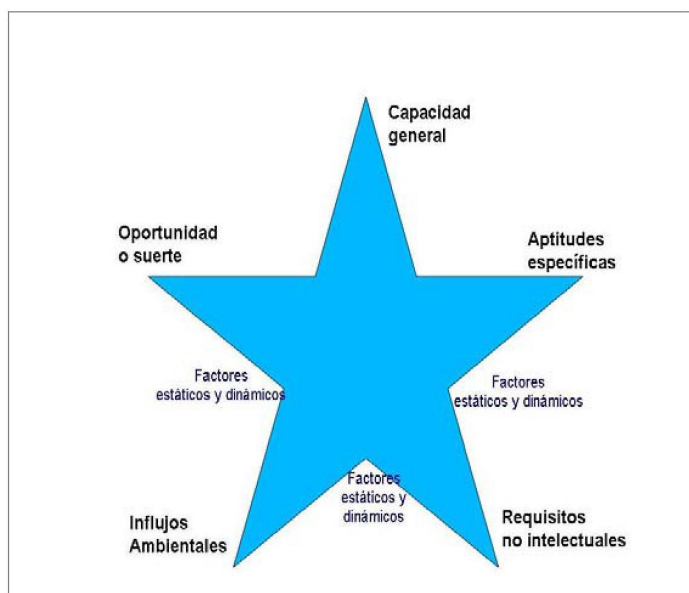 Capacidad
general
Oportunidad
o suerte
Aptitudes
específicas
Factores
estáticos y dinámicos
Factores
estáticos y dinámicos
Factores
estáticos y
dinámicos
Influjos
Ambientales
Requisitos
no intelectuales